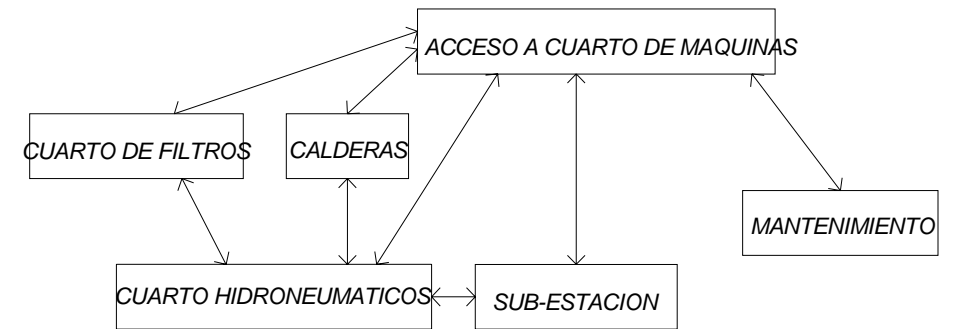 ACCESO A CUARTO DE MAQUINAS
CUARTO DE FILTROS
CALDERAS
MANTENIMIENTO
CUARTO HIDRONEUMATICOS
SUB-ESTACION